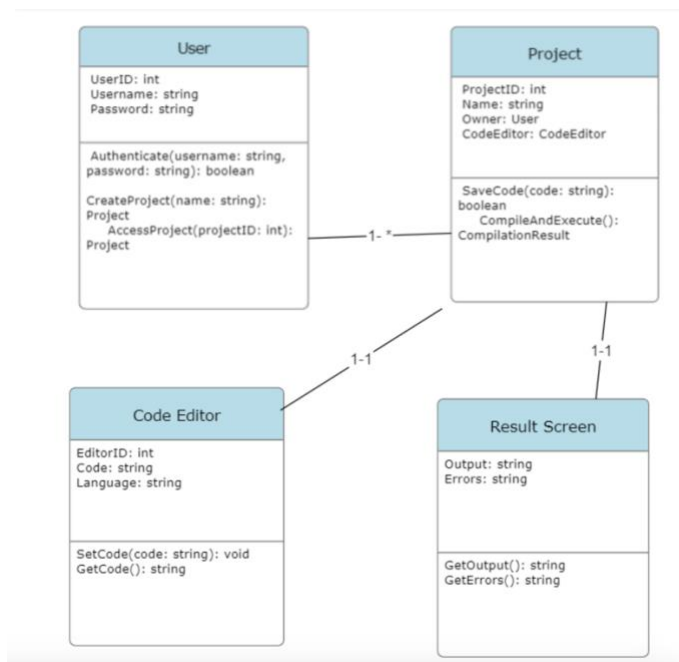 User
UserID: int
Username: string
Password: string
Authenticate(username: string,
password: string): boolean
CreateProject(name: string):
Project
AccessProject(projectID: int):
Project
Project
ProjectID: int
Name: string
Owner: User
CodeEditor: CodeEditor
SaveCode(code: string):
boolean
CompileAndExecute():
CompilationResult
1- *
1-1
1-1
Code Editor
EditorID: int
Code: string
Language: string
SetCode(code: string): void
GetCode(): string
Result Screen
Output: string
Errors: string
GetOutput(): string
GetErrors(): string